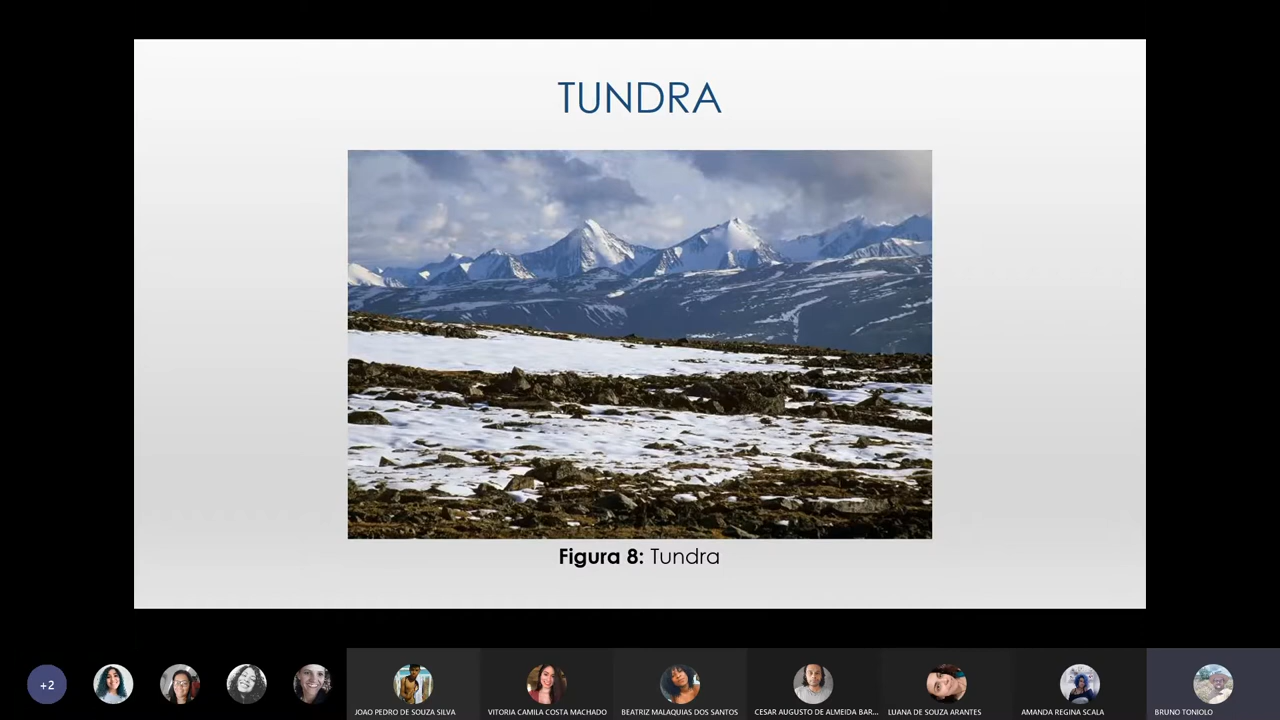 TUNDRA
Figura 8: Tundra
+2
JOAO PEDRO DE SOUZA SILVA
VITORIA CAMILA COSTA MACHADO
BEATRIZ MALAQUIAS DOS SANTOS
CESAR AUGUSTO DE ALMEIDA BAR...
LUANA DE SOUZA ARANTES
AMANDA REGINA SCALA
BRUNO TONIOLO